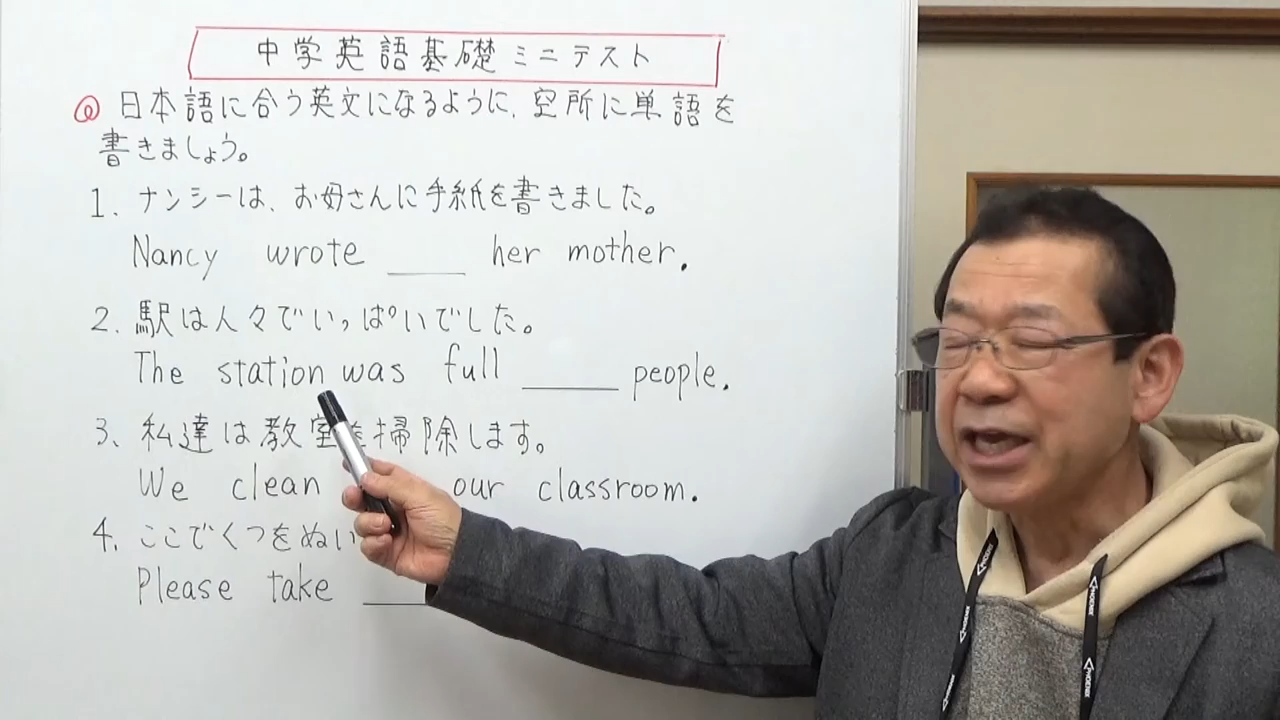 中学英語基礎ミニテスト
Q 日本語に合う英文になるように、空所に単語を
書きましょう。
1. ナンシーは、お母さんに手紙を書きました。
Nancy wrote ____ her mother.
2. 駅は人々でいっぱいでした。
The station was full ____ people.
3、私達は教室を掃除します。
We clean our classroom.
4. ここでくつをぬい
Please take ____
PHOENIX
PHOENIX